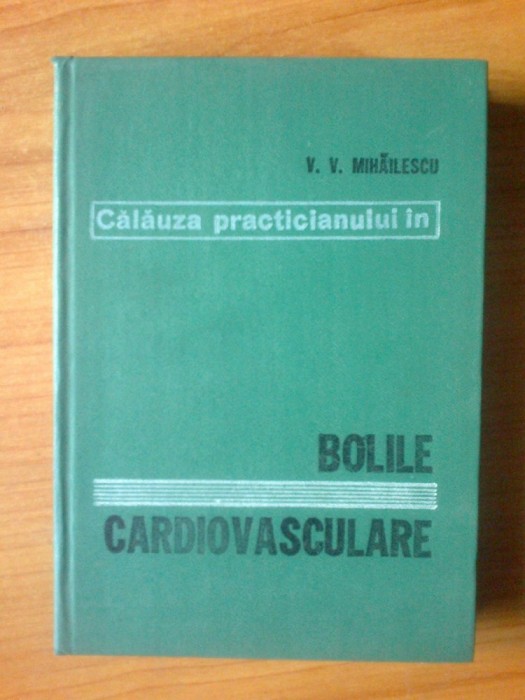 V. V. MIHĂILESCU
Călăuza practicianului în
BOLILE
CARDIOVASCULARE